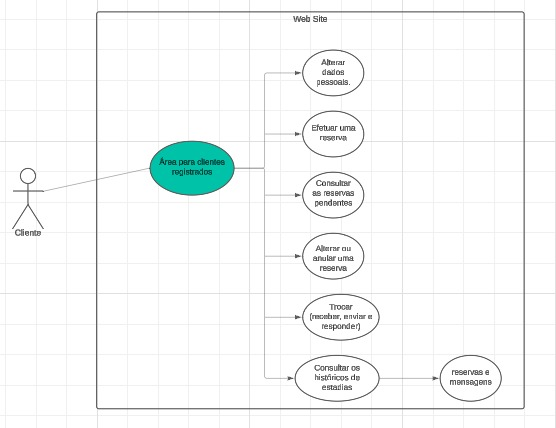 Web Site
Alterar
dados
pessoais.
Efetuar uma
reserva
Área para clientes
registrados
Consultar
as reservas
pendentes
Cliente
Alterar ou
anular uma
reserva
Trocar
(receber, enviar e
responder)
Consultar os
históricos de
estadias
reservas e
mensagens